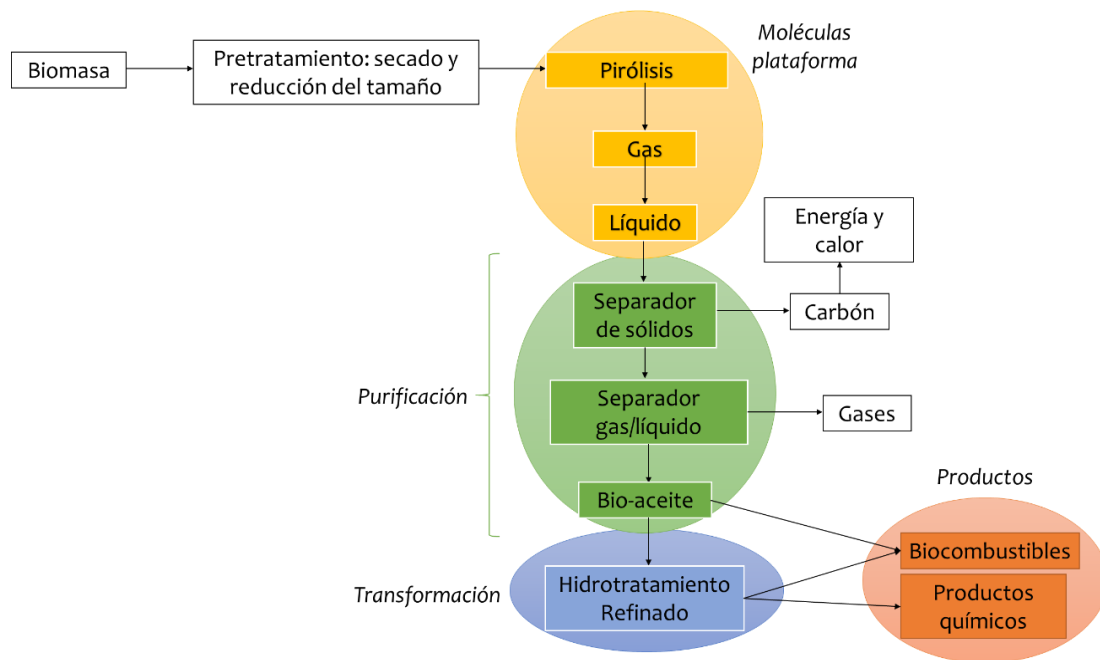 Moléculas
plataforma
Biomasa
Pretratamiento: secado y
reducción del tamaño
Pirólisis
Gas
Líquido
Energía y
calor
Separador
de sólidos
Carbón
Purificación
Separador
gas/líquido
Gases
Bio-aceite
Productos
Biocombustibles
Transformación
Hidrotratamiento
Refinado
Productos
químicos